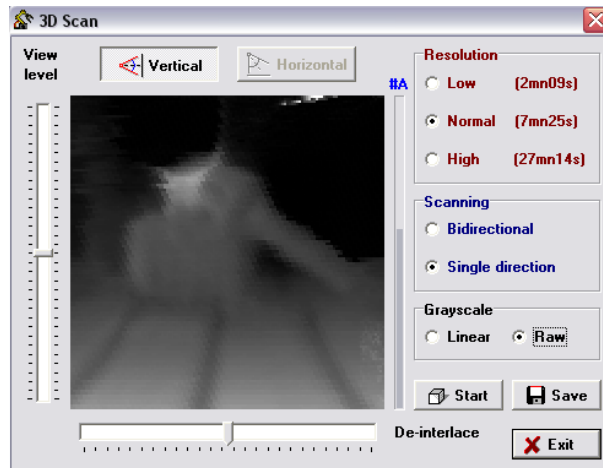 3D Scan
View level
Vertical
Horizontal
#A
Resolution
Low (2mn09s)
Normal (7mn25s)
High (27mn14s)
Scanning
Bidirectional
Single direction
Grayscale
Linear Raw
Start Save
De-interlace
Exit